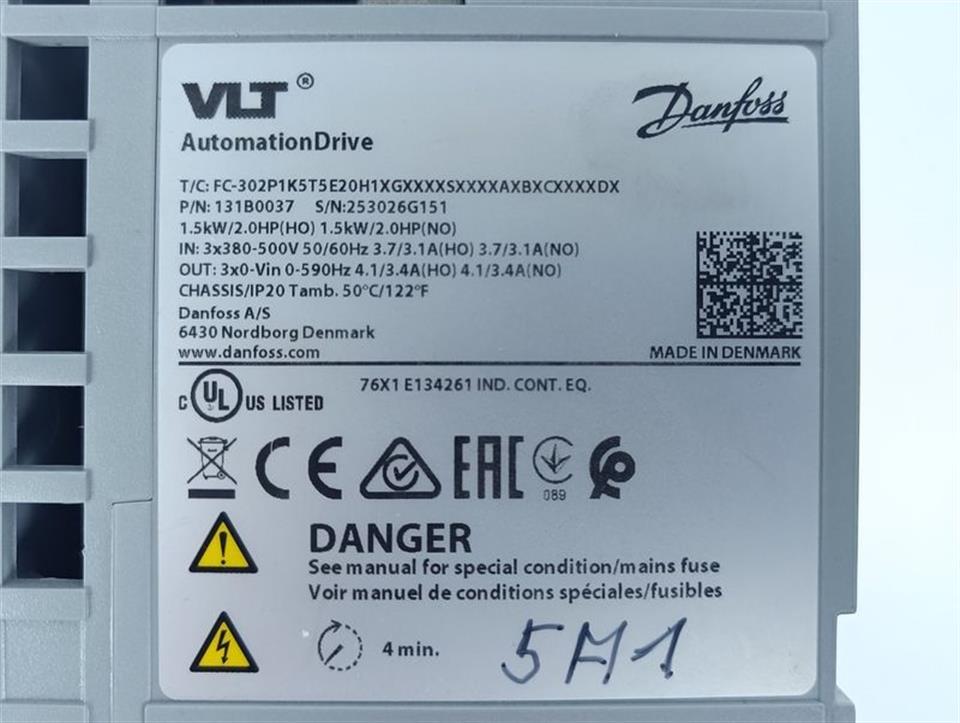 VLT ®
Danfoss
AutomationDrive
T/C: FC-302P1K5T5E20H1XGXXXXSXXXXAXBXCXXXXDX
P/N: 131B0037 S/N:253026G151
1.5kW/2.0HP(HO) 1.5kW/2.0HP(NO)
IN: 3x380-500V 50/60Hz 3.7/3.1A(HO) 3.7/3.1A(NO)
OUT: 3x0-Vin 0-590Hz 4.1/3.4A(HO) 4.1/3.4A(NO)
CHASSIS/IP20 Tamb. 50°C/122°F
Danfoss A/S
6430 Nordborg Denmark
www.danfoss.com
MADE IN DENMARK
C UL US LISTED
76X1 E134261 IND. CONT. EQ.
CE EAC
089
DANGER
See manual for special condition/mains fuse
Voir manuel de conditions spéciales/fusibles
4 min.
5H1